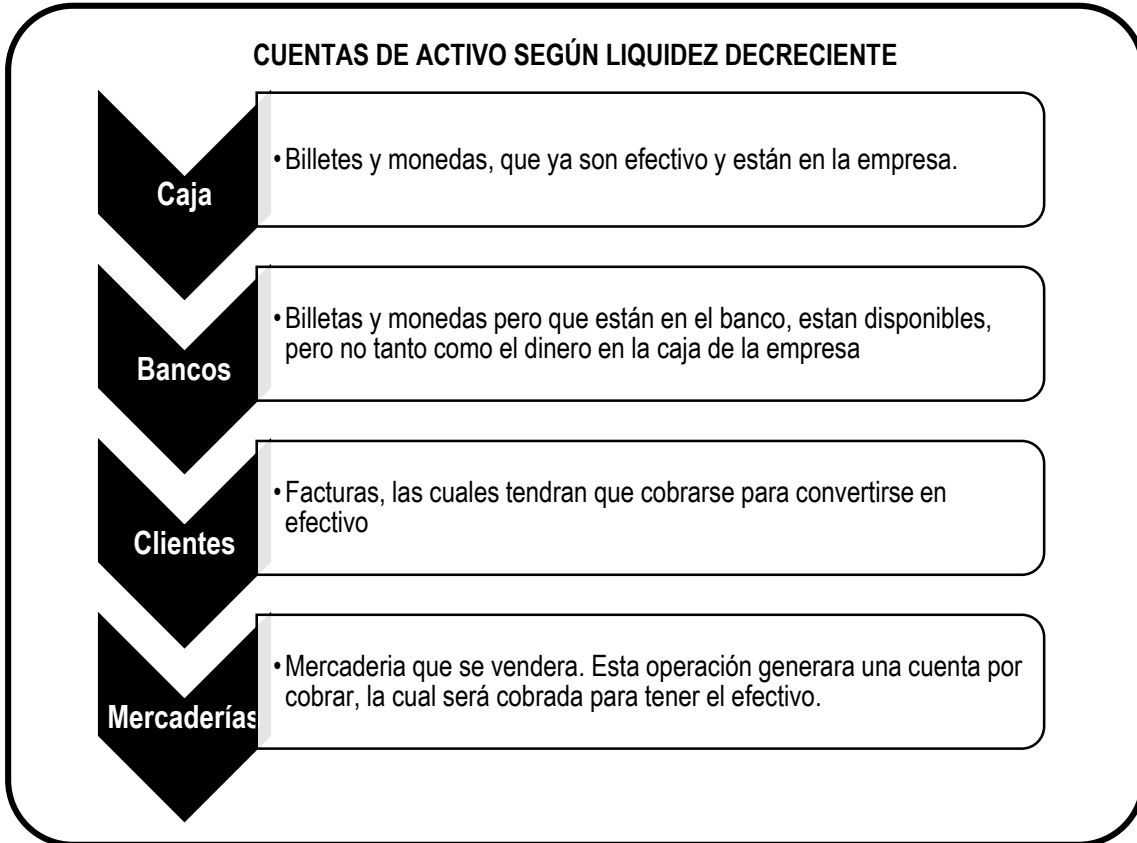 CUENTAS DE ACTIVO SEGÚN LIQUIDEZ DECRECIENTE
Caja
•Billetes y monedas, que ya son efectivo y están en la empresa.
Bancos
•Billetas y monedas pero que están en el banco, estan disponibles,
pero no tanto como el dinero en la caja de la empresa
Clientes
•Facturas, las cuales tendran que cobrarse para convertirse en
efectivo
Mercaderías
•Mercaderia que se vendera. Esta operación generara una cuenta por
cobrar, la cual será cobrada para tener el efectivo.